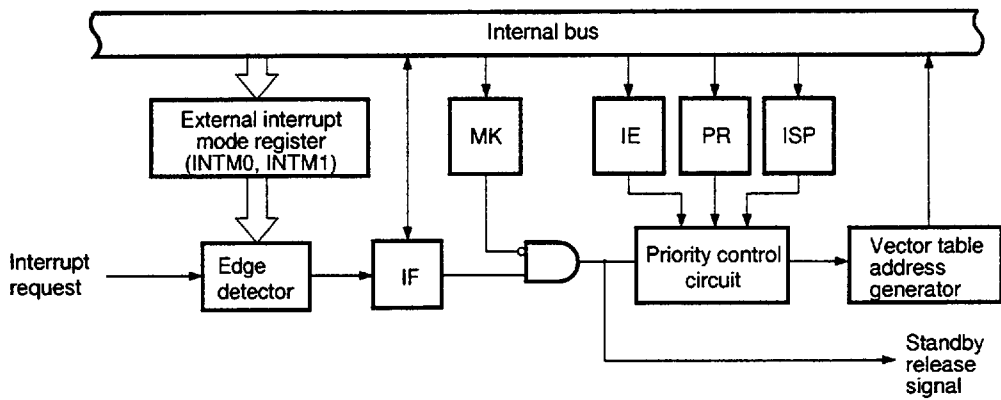 Internal bus
External interrupt
mode register
(INTM0, INTM1)
MK
IE
PR
ISP
Interrupt
request
Edge
detector
IF
Priority control
circuit
Vector table
address
generator
Standby
release
signal